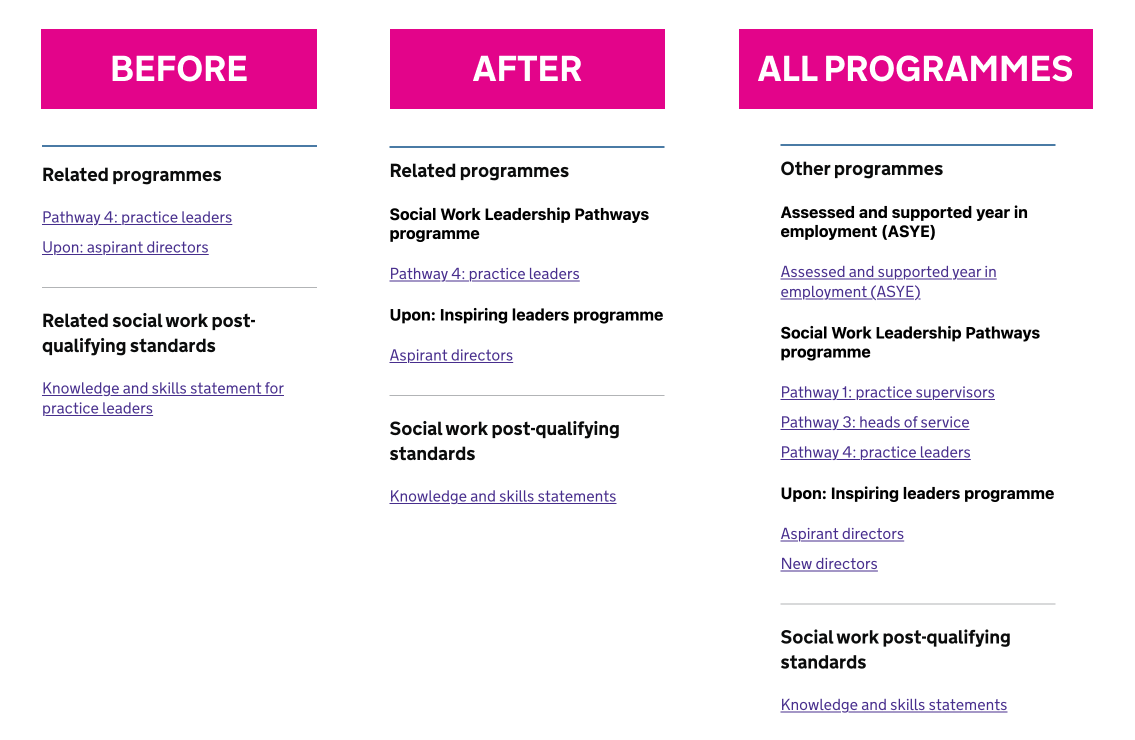 BEFORE
Related programmes
Pathway 4: practice leaders
Upon: aspirant directors
Related social work post-
qualifying standards
Knowledge and skills statement for
practice leaders
AFTER
Related programmes
Social Work Leadership Pathways
programme
Pathway 4: practice leaders
Upon: Inspiring leaders programme
Aspirant directors
Social work post-qualifying
standards
Knowledge and skills statements
ALL PROGRAMMES
Other programmes
Assessed and supported year in
employment (ASYE)
Assessed and supported year in
employment (ASYE)
Social Work Leadership Pathways
programme
Pathway 1: practice supervisors
Pathway 3: heads of service
Pathway 4: practice leaders
Upon: Inspiring leaders programme
Aspirant directors
New directors
Social work post-qualifying
standards
Knowledge and skills statements